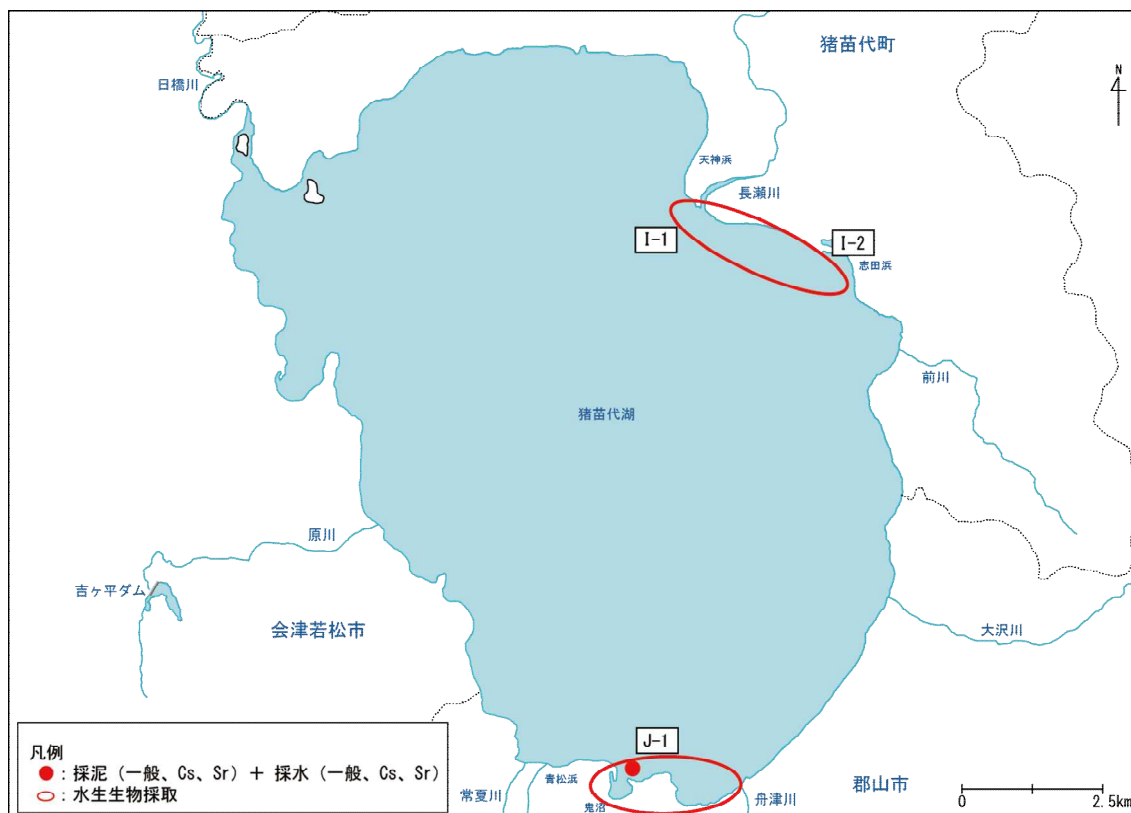 猪苗代町
日橋川
N
天神浜
長瀬川
I-1
I-2
志田浜
前川
猪苗代湖
原川
吉ヶ平ダム
会津若松市
大沢川
J-1
青松浜
常夏川
鬼沼
舟津川
郡山市
凡例
：採泥（一般、Cs、Sr）＋ 採水（一般、Cs、Sr）
：水生生物採取
0 2.5km